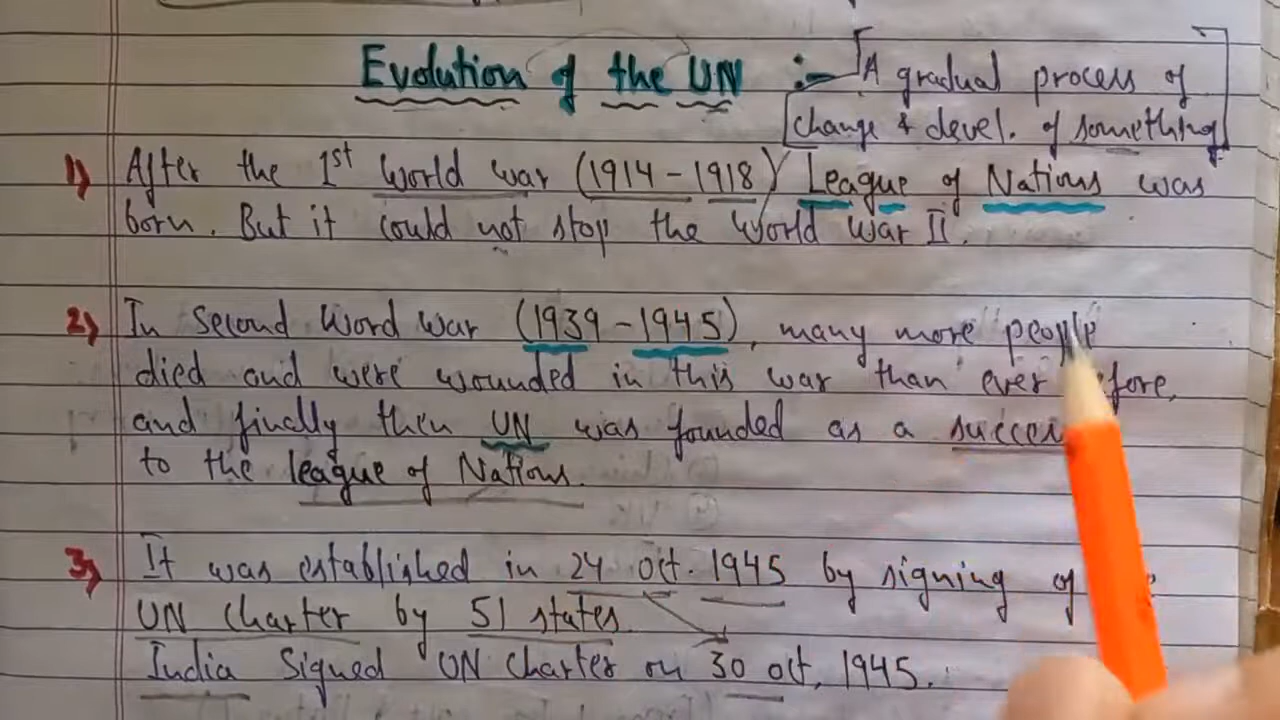 Evolution of the UN :- [A gradual process of
change & devel. of something]
1) After the 1st world war (1914-1918) League of Nations was
born. But it could not stop the World War II.
2) In Second Word War (1939-1945), many more people
died and were wounded in this war than ever
and finally then UN was founded as a
to the league of Nations.
3) It was established in 24 oct. 1945 by signing of
UN Charter by 51 states.
India Signed UN Charter on 30 oct, 1945.